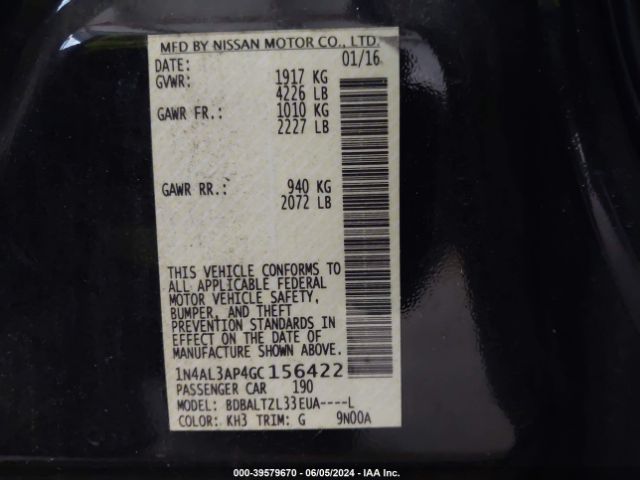 MFD BY NISSAN MOTOR CO., LTD.
DATE: 01/16
GVWR: 1917 KG
4226 LB
GAWR FR.: 1010 KG
2227 LB
GAWR RR.: 940 KG
2072 LB
THIS VEHICLE CONFORMS TO
ALL APPLICABLE FEDERAL
MOTOR VEHICLE SAFETY,
BUMPER, AND THEFT
PREVENTION STANDARDS IN
EFFECT ON THE DATE OF
MANUFACTURE SHOWN ABOVE.
1N4AL3AP4GC156422
PASSENGER CAR 190
MODEL: BDBALTZL33EUA----L
COLOR: KH3 TRIM: G 9N00A
000-39579670 - 06/05/2024 - IAA Inc.